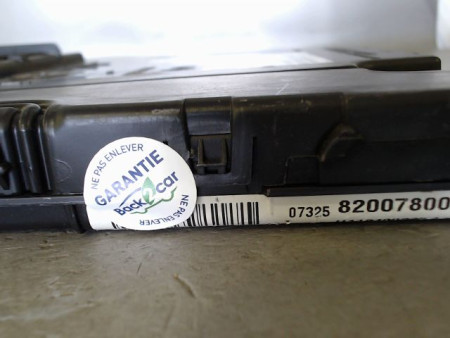 NE PAS ENLEVER
GARANTIE
Back2car
NE PAS ENLEVER
07325 82007800